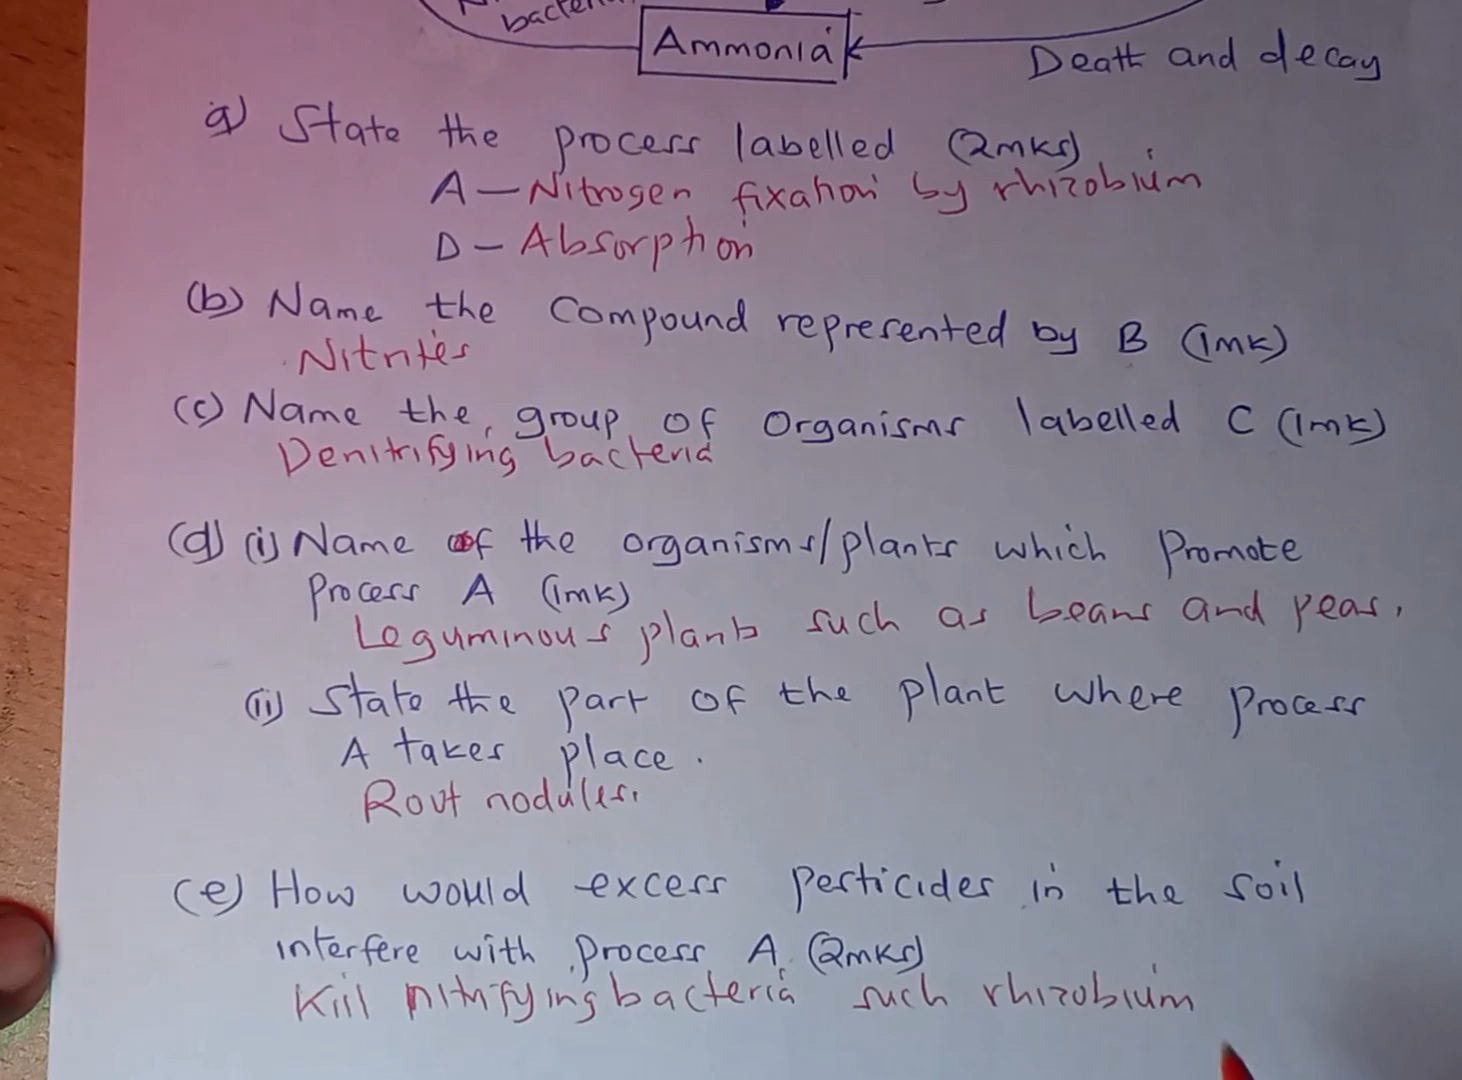 bacteri
Ammonia
Death and decay
a) State the process labelled (2mks)
A - Nitrogen fixation by rhizobium
D - Absorption
(b) Name the compound represented by B (1mk)
Nitrites
(c) Name the group of organisms labelled C (1mk)
Denitrifying bacteria
(d) (i) Name of the organisms/plants which promote
process A (1mk)
Leguminous plants such as beans and peas.
(ii) State the part of the plant where process
A takes place.
Root nodules.
(e) How would excess pesticides in the soil
interfere with process A. (2mks)
Kill nitrifying bacteria such rhizobium